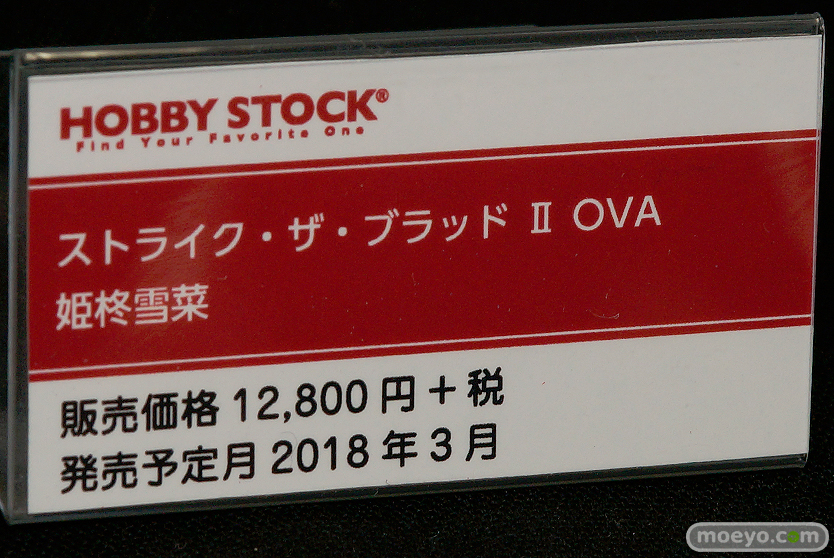 HOBBY STOCK®
Find Your Favorite One
ストライク・ザ・ブラッド Ⅱ OVA
姫柊雪菜
販売価格 12,800 円＋税
発売予定月 2018 年 3 月
moeyo.com